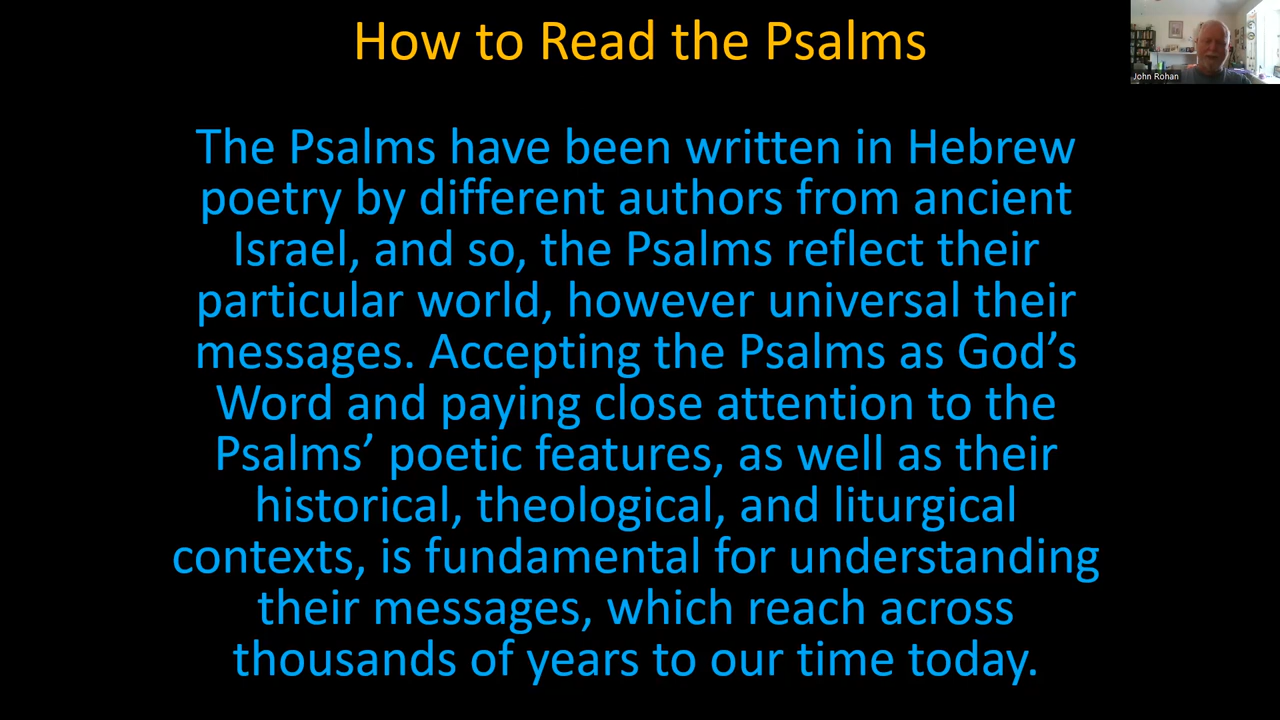 How to Read the Psalms
John Rohan
The Psalms have been written in Hebrew
poetry by different authors from ancient
Israel, and so, the Psalms reflect their
particular world, however universal their
messages. Accepting the Psalms as God’s
Word and paying close attention to the
Psalms’ poetic features, as well as their
historical, theological, and liturgical
contexts, is fundamental for understanding
their messages, which reach across
thousands of years to our time today.